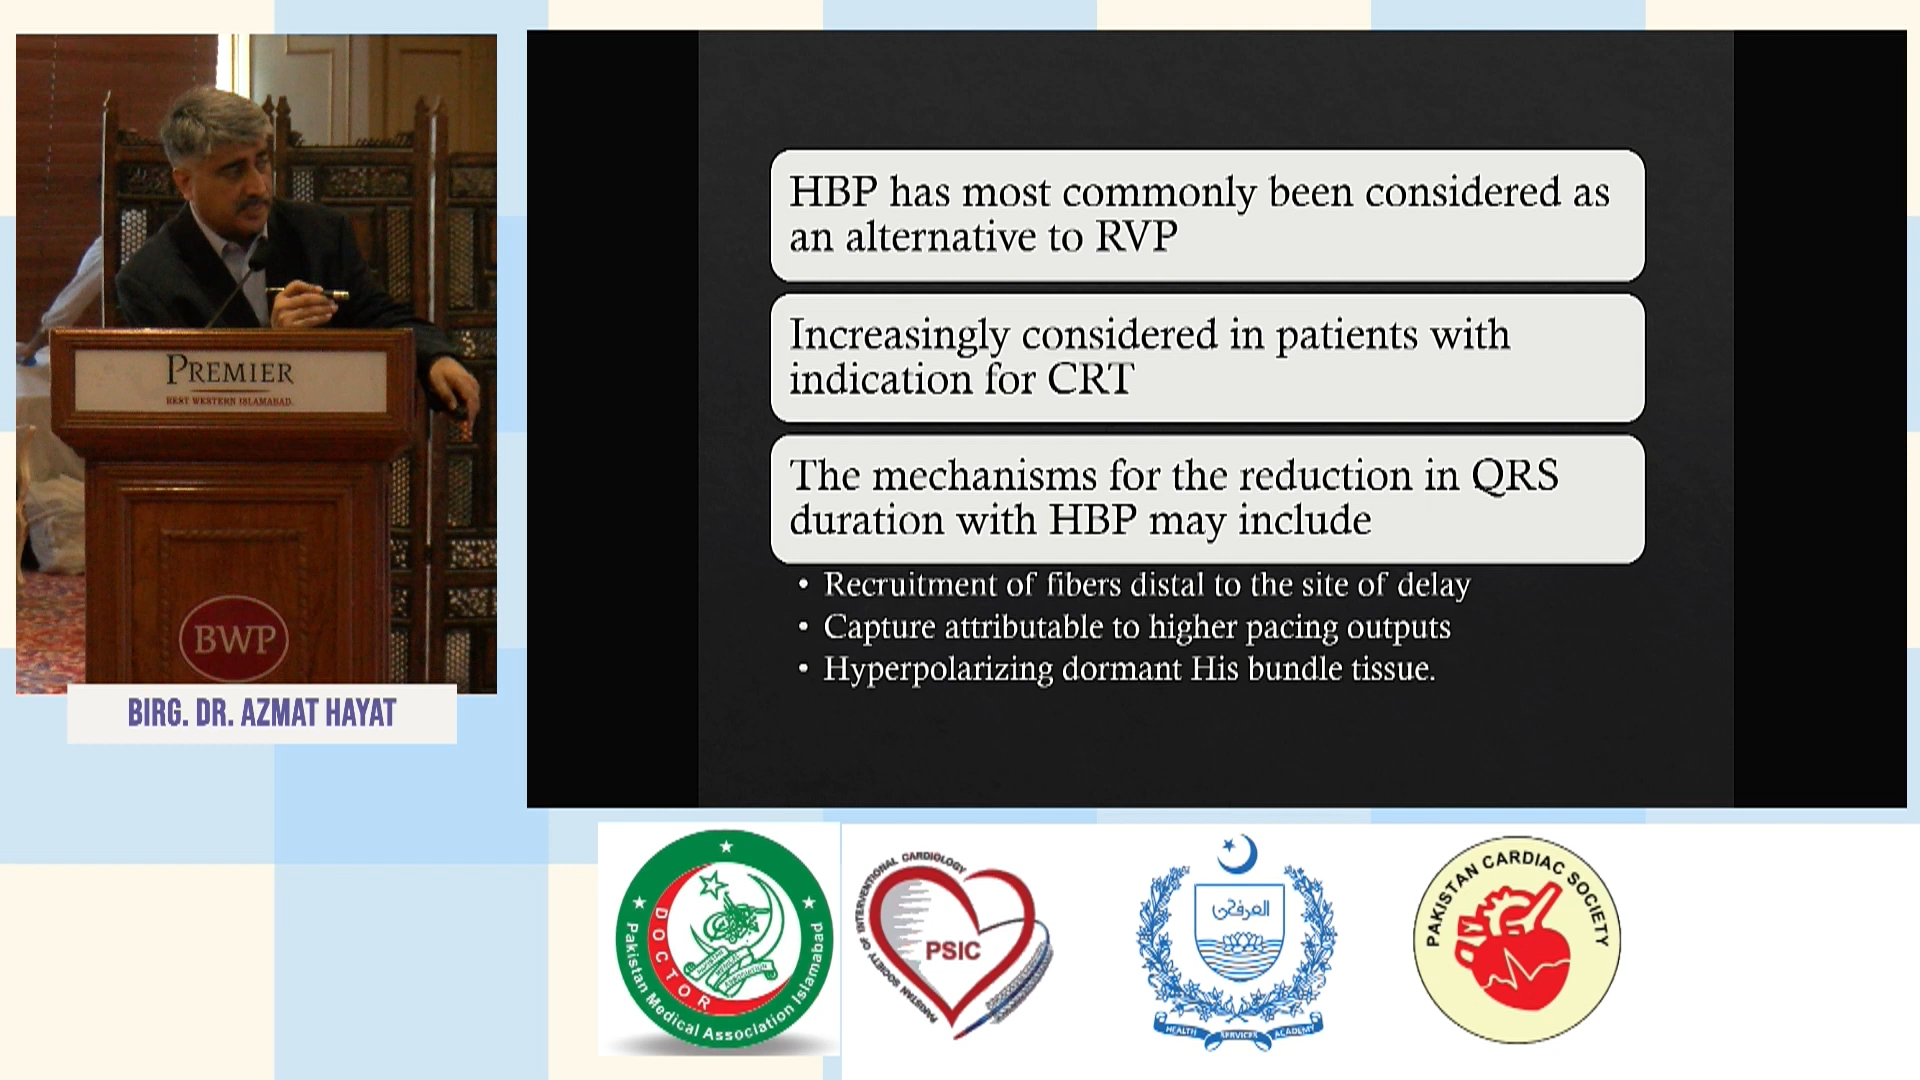 PREMIER
BEST WESTERN ISLAMABAD.
BWP
BIRG. DR. AZMAT HAYAT
HBP has most commonly been considered as
an alternative to RVP
Increasingly considered in patients with
indication for CRT
The mechanisms for the reduction in QRS
duration with HBP may include
• Recruitment of fibers distal to the site of delay
• Capture attributable to higher pacing outputs
• Hyperpolarizing dormant His bundle tissue.
DOCTOR
Pakistan Medical Association Islamabad
PAKISTAN SOCIETY OF INTERVENTIONAL CARDIOLOGY
PSIC
HEALTH SERVICES ACADEMY
PAKISTAN CARDIAC SOCIETY